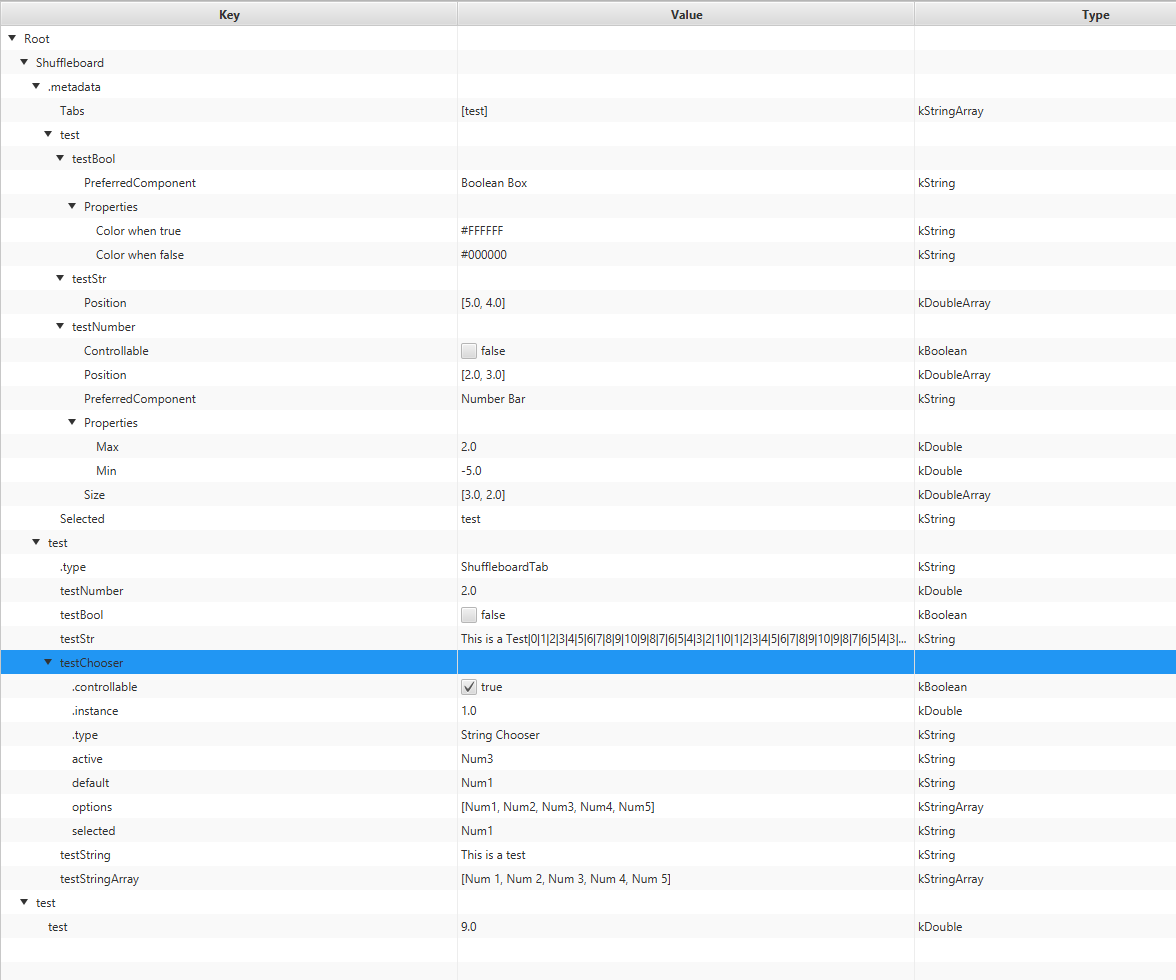 Key Value Type
Root
Shuffleboard
.metadata
Tabs [test] kStringArray
test
testBool
PreferredComponent Boolean Box kString
Properties
Color when true #FFFFFF kString
Color when false #000000 kString
testStr
Position [5.0, 4.0] kDoubleArray
testNumber
Controllable false kBoolean
Position [2.0, 3.0] kDoubleArray
PreferredComponent Number Bar kString
Properties
Max 2.0 kDouble
Min -5.0 kDouble
Size [3.0, 2.0] kDoubleArray
Selected test kString
test
.type ShuffleboardTab kString
testNumber 2.0 kDouble
testBool false kBoolean
testStr This is a Test|0|1|2|3|4|5|6|7|8|9|10|9|8|7|6|5|4|3|2|1|0|1|2|3|4|5|6|7|8|9|10|9|8|7|6|5|4|3|... kString
testChooser
.controllable true kBoolean
.instance 1.0 kDouble
.type String Chooser kString
active Num3 kString
default Num1 kString
options [Num1, Num2, Num3, Num4, Num5] kStringArray
selected Num1 kString
testString This is a test kString
testStringArray [Num 1, Num 2, Num 3, Num 4, Num 5] kStringArray
test
test 9.0 kDouble